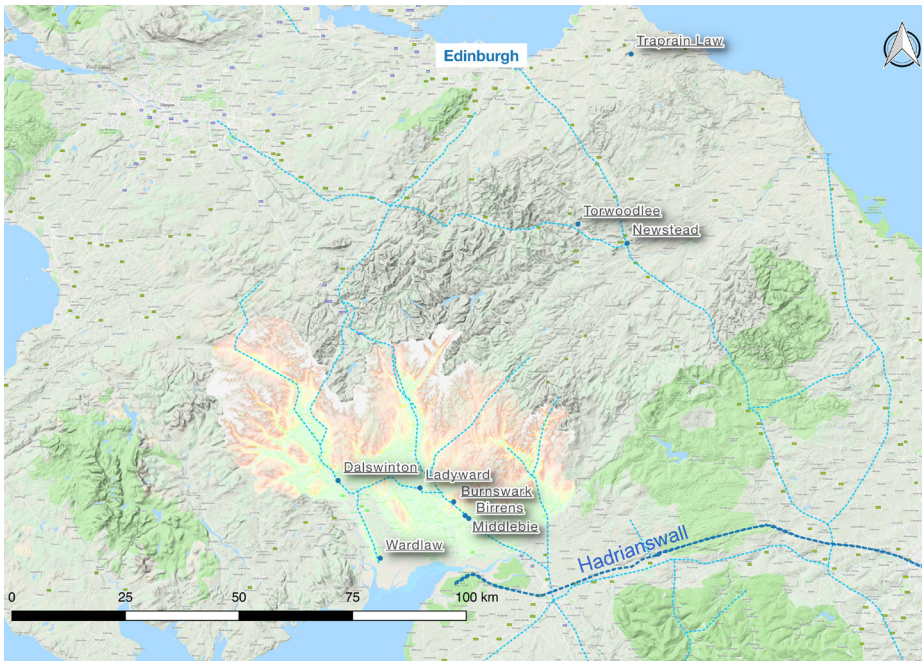 Traprain Law
Edinburgh
Torwoodlee
Newstead
Dalswinton
Ladyward
Burnswark
Birrens
Middlebie
Wardlaw
Hadrianswall
0 25 50 75 100 km